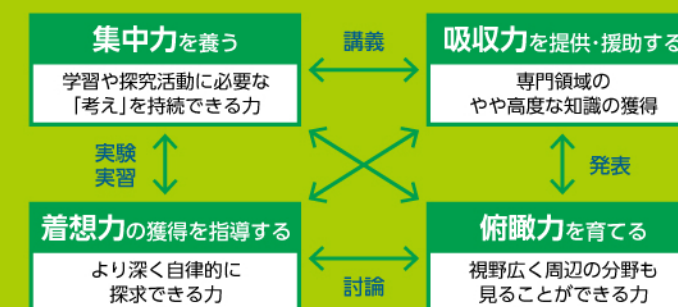 集中力を養う
学習や探究活動に必要な
「考え」を持続できる力
講義
吸収力を提供・援助する
専門領域の
やや高度な知識の獲得
実験
実習
発表
着想力の獲得を指導する
より深く自律的に
探求できる力
討論
俯瞰力を育てる
視野広く周辺の分野も
見ることができる力